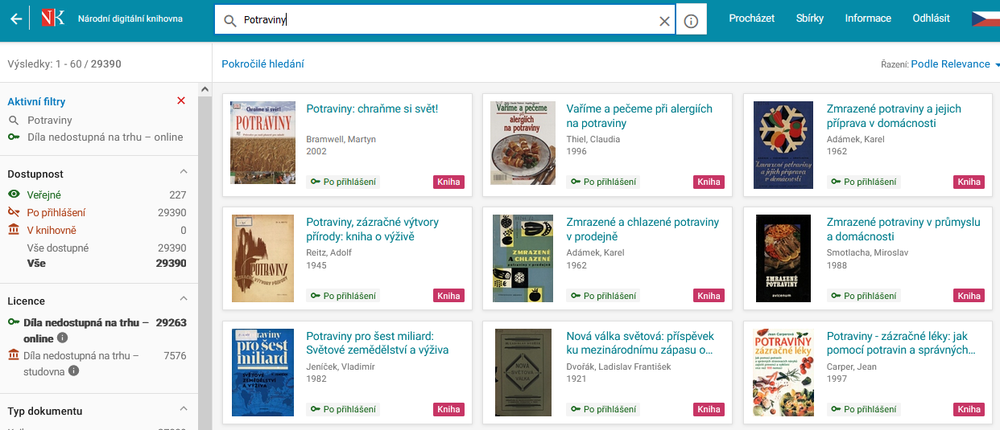 NK Národní digitální knihovna
Potraviny
Procházet Sbírky Informace Odhlásit
Výsledky: 1 - 60 / 29390
Pokročilé hledání
Řazení: Podle Relevance
Aktivní filtry
Potraviny
Díla nedostupná na trhu – online
Dostupnost
Veřejné 227
Po přihlášení 29390
V knihovně 0
Vše dostupné 29390
Vše 29390
Licence
Díla nedostupná na trhu – 29263
online
Díla nedostupná na trhu – 7576
studovna
Typ dokumentu
Chraňme si svět!
POTRAVINY
Potraviny: chraňme si svět!
Bramwell, Martyn
2002
Po přihlášení
Kniha
Vaříme a pečeme
při
alergiích
na potraviny
Vaříme a pečeme při alergiích
na potraviny
Thiel, Claudia
1996
Po přihlášení
Kniha
Zmrazené potraviny
a jejich příprava
v domácnosti
Zmrazené potraviny a jejich
příprava v domácnosti
Adámek, Karel
1962
Po přihlášení
Kniha
POTRAVINY
ZÁZRAČNÉ VÝTVORY PŘÍRODY
Potraviny, zázračné výtvory
přírody: kniha o výživě
Reitz, Adolf
1945
Po přihlášení
Kniha
ZMRAZENÉ
A CHLAZENÉ
potraviny v prodejně
Zmrazené a chlazené potraviny
v prodejně
Adámek, Karel
1962
Po přihlášení
Kniha
ZMRAZENÉ
POTRAVINY
avicenum
Zmrazené potraviny v průmyslu
a domácnosti
Smotlacha, Miroslav
1988
Po přihlášení
Kniha
pro šest
miliard
SVĚTOVÉ
ZEMĚDĚLSTVÍ
A VÝŽIVA
Potraviny pro šest miliard:
Světové zemědělství a výživa
Jeníček, Vladimír
1982
Po přihlášení
Kniha
NOVÁ
SVĚTOVÁ
VÁLKA
Nová válka světová: příspěvek
ku mezinárodnímu zápasu o...
Dvořák, Ladislav František
1921
Po přihlášení
Kniha
Jean Carperová
POTRAVINY
zázračné léky
Potraviny - zázračné léky: jak
pomocí potravin a správných...
Carper, Jean
1997
Po přihlášení
Kniha